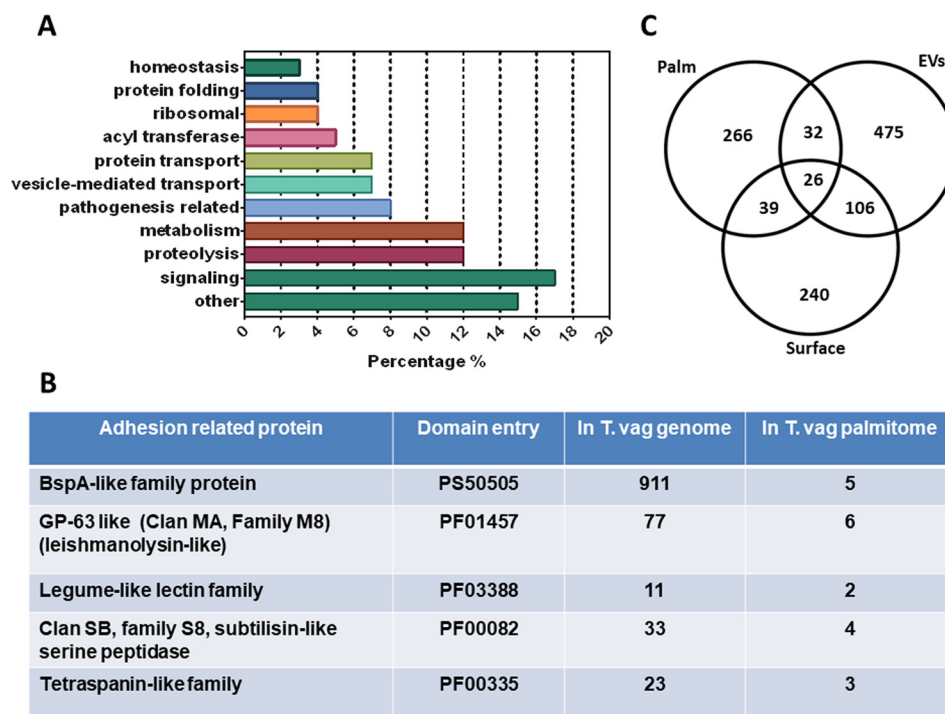 A
homeostasis
protein folding
ribosomal
acyl transferase
protein transport
vesicle-mediated transport
pathogenesis related
metabolism
proteolysis
signaling
other
0 2 4 6 8 10 12 14 16 18 20
Percentage %
C
Palm
EVs
266
32
475
26
39
106
240
Surface
B
Adhesion related protein Domain entry In T. vag genome In T. vag palmitome
BspA-like family protein PS50505 911 5
GP-63 like (Clan MA, Family M8) PF01457 77 6
(leishmanolysin-like)
Legume-like lectin family PF03388 11 2
Clan SB, family S8, subtilisin-like PF00082 33 4
serine peptidase
Tetraspanin-like family PF00335 23 3